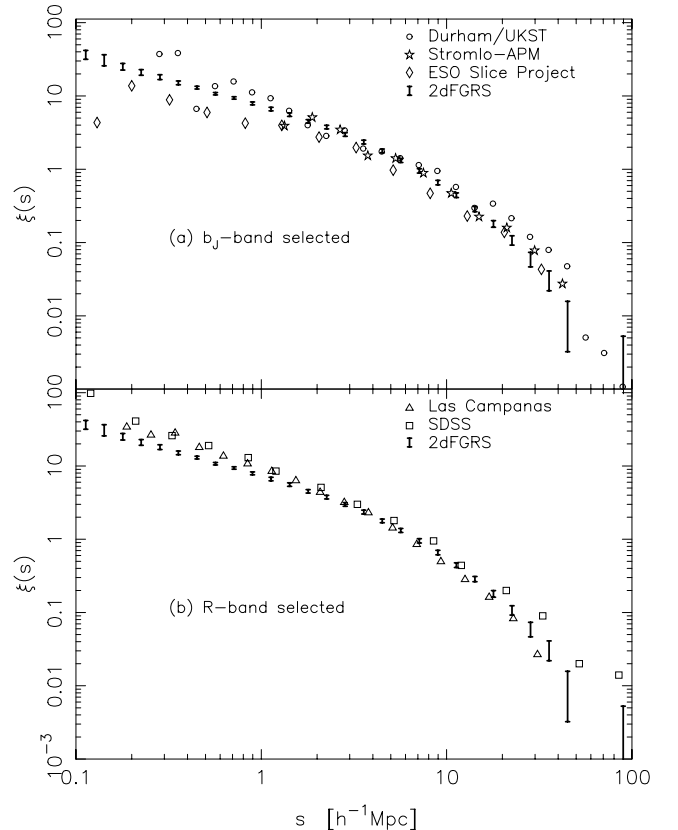 100
Durham/UKST
Stromlo-APM
ESO Slice Project
2dFGRS
10
1
ξ(s)
0.1
(a) b_J-band selected
0.01
100
Las Campanas
SDSS
2dFGRS
10
1
ξ(s)
0.1
(b) R-band selected
0.01
10⁻³
0.1 1 10 100
s [h⁻¹Mpc]